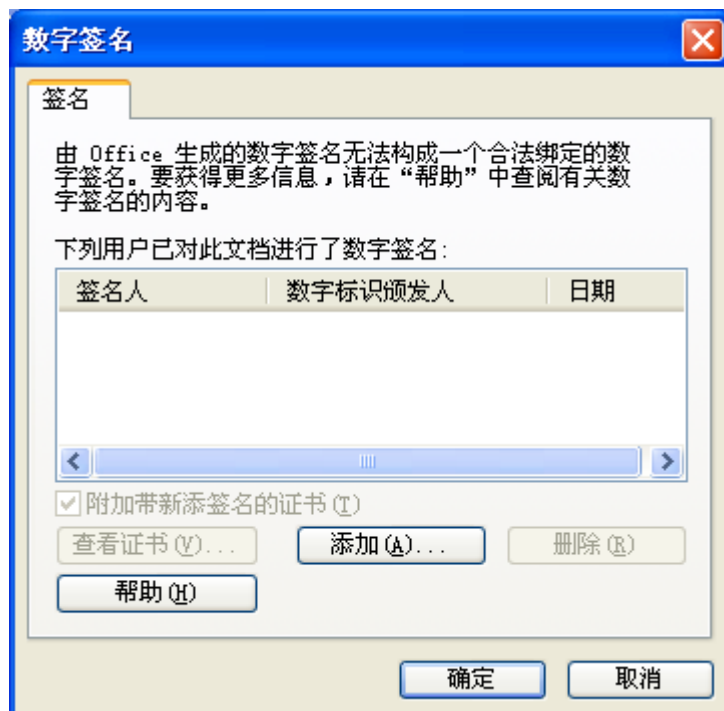 数字签名
签名
由 Office 生成的数字签名无法构成一个合法绑定的数
字签名。要获得更多信息，请在“帮助”中查阅有关数
字签名的内容。
下列用户已对此文档进行了数字签名:
签名人 数字标识颁发人 日期
附加带新添签名的证书(T)
查看证书(V)... 添加(A)... 删除(R)
帮助(H)
确定 取消